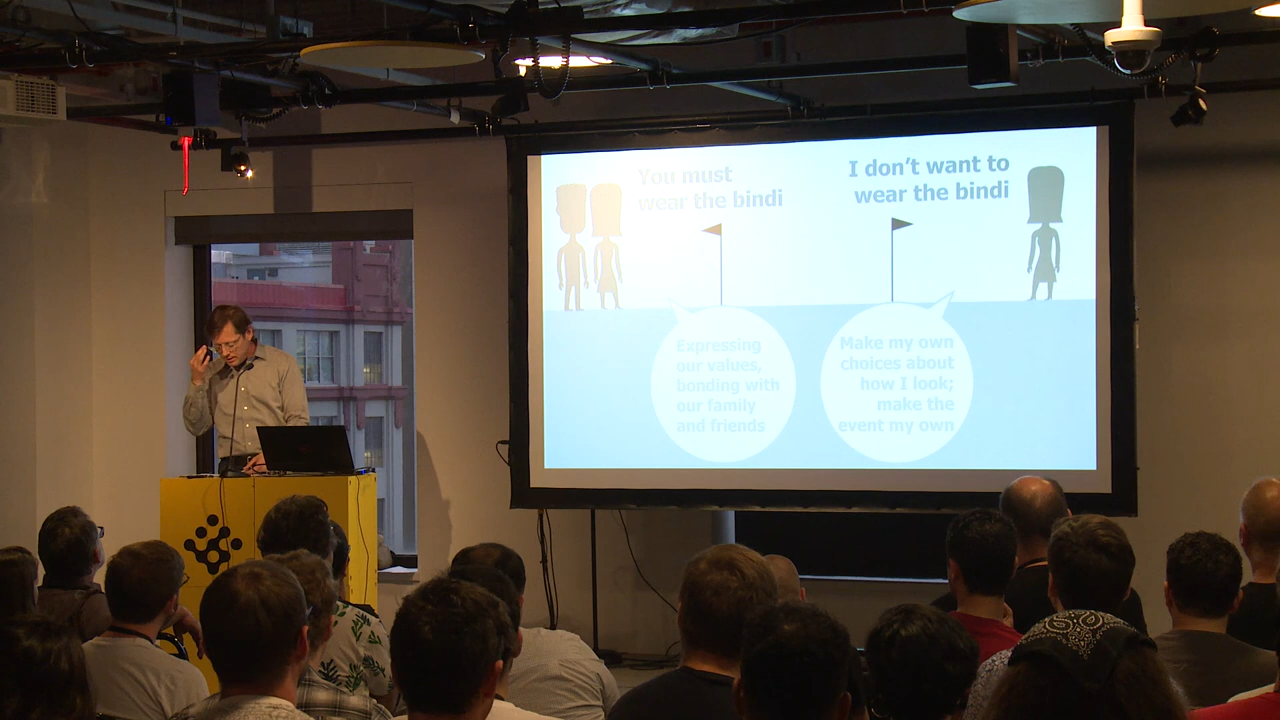 You must
wear the bindi
I don't want to
wear the bindi
Expressing
our values,
bonding with
our family
and friends
Make my own
choices about
how I look;
make the
event my own